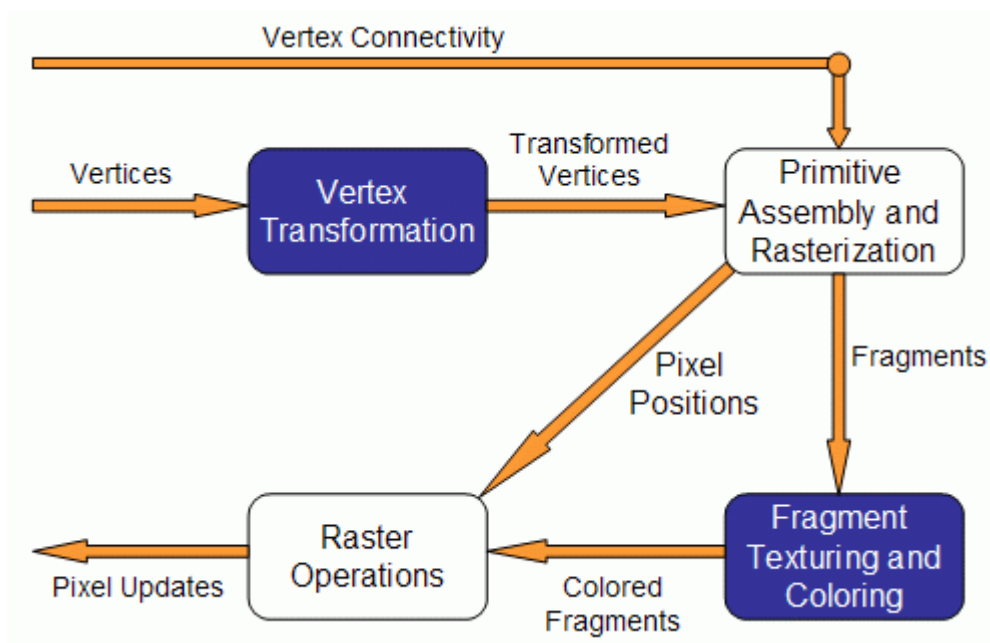 Vertex Connectivity
Vertices
Vertex
Transformation
Transformed
Vertices
Primitive
Assembly and
Rasterization
Pixel
Positions
Fragments
Fragment
Texturing and
Coloring
Colored
Fragments
Raster
Operations
Pixel Updates